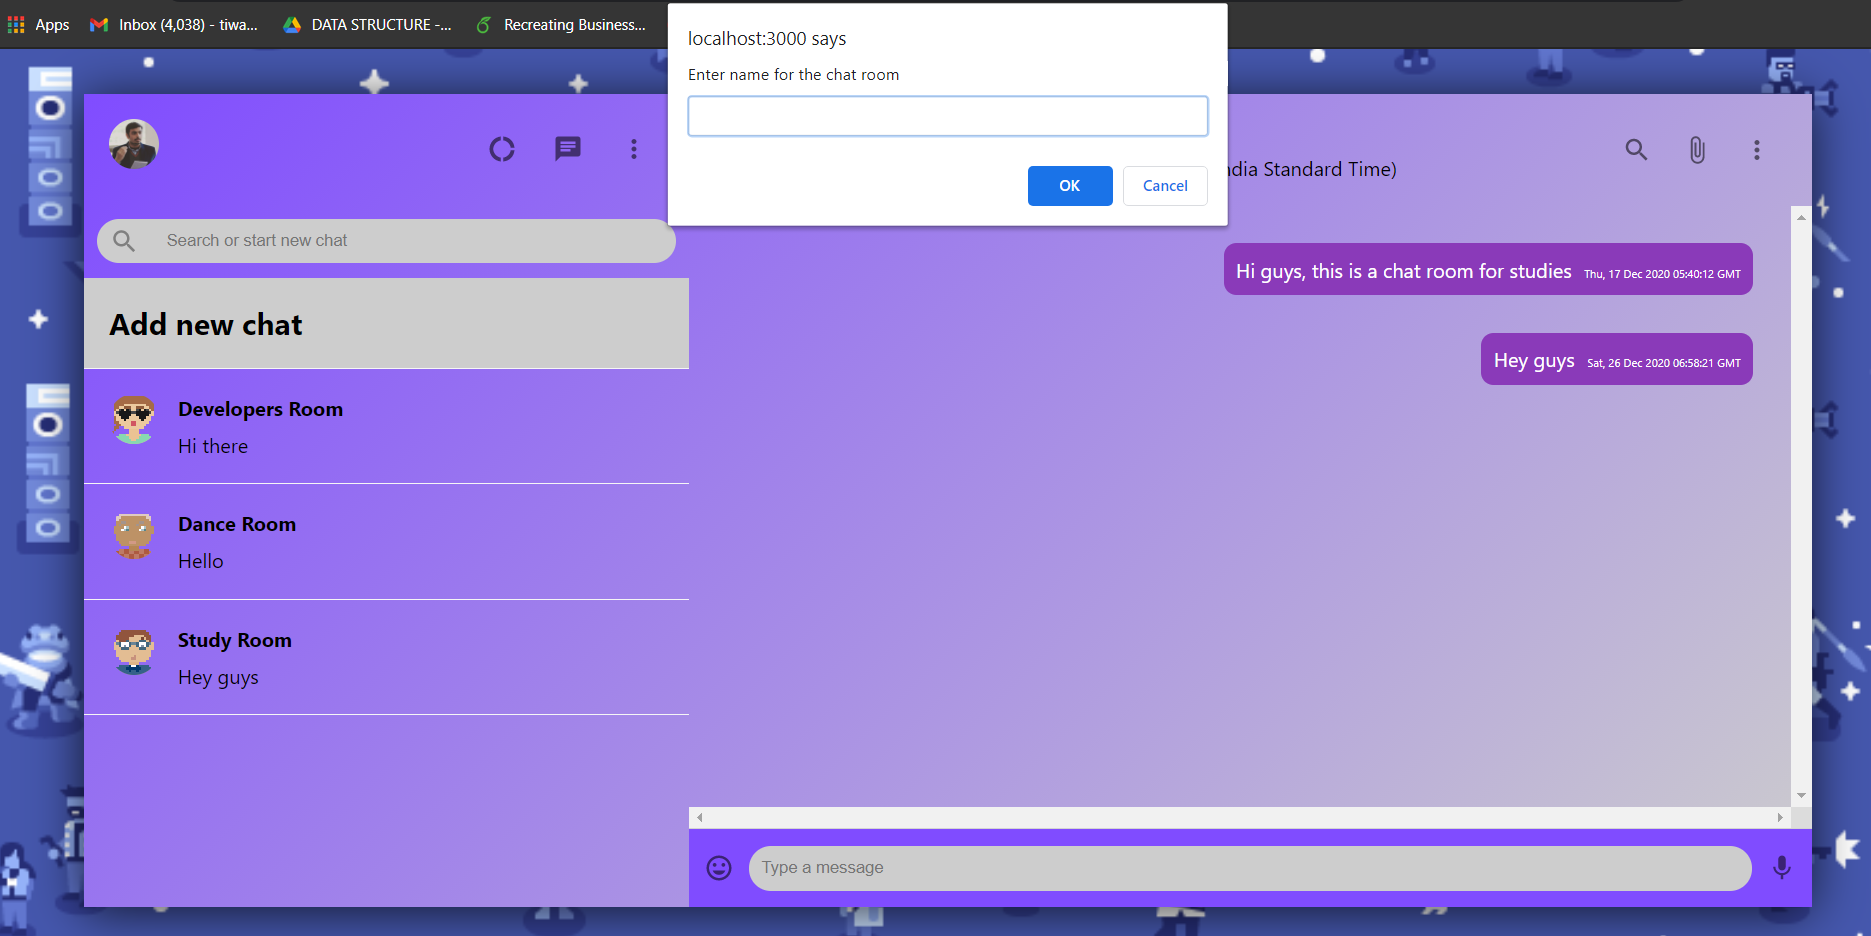 Apps
Inbox (4,038) - tiwa...
DATA STRUCTURE -...
Recreating Business...
localhost:3000 says
Enter name for the chat room
OK
Cancel
dia Standard Time)
Search or start new chat
Add new chat
Developers Room
Hi there
Dance Room
Hello
Study Room
Hey guys
Hi guys, this is a chat room for studies Thu, 17 Dec 2020 05:40:12 GMT
Hey guys Sat, 26 Dec 2020 06:58:21 GMT
Type a message